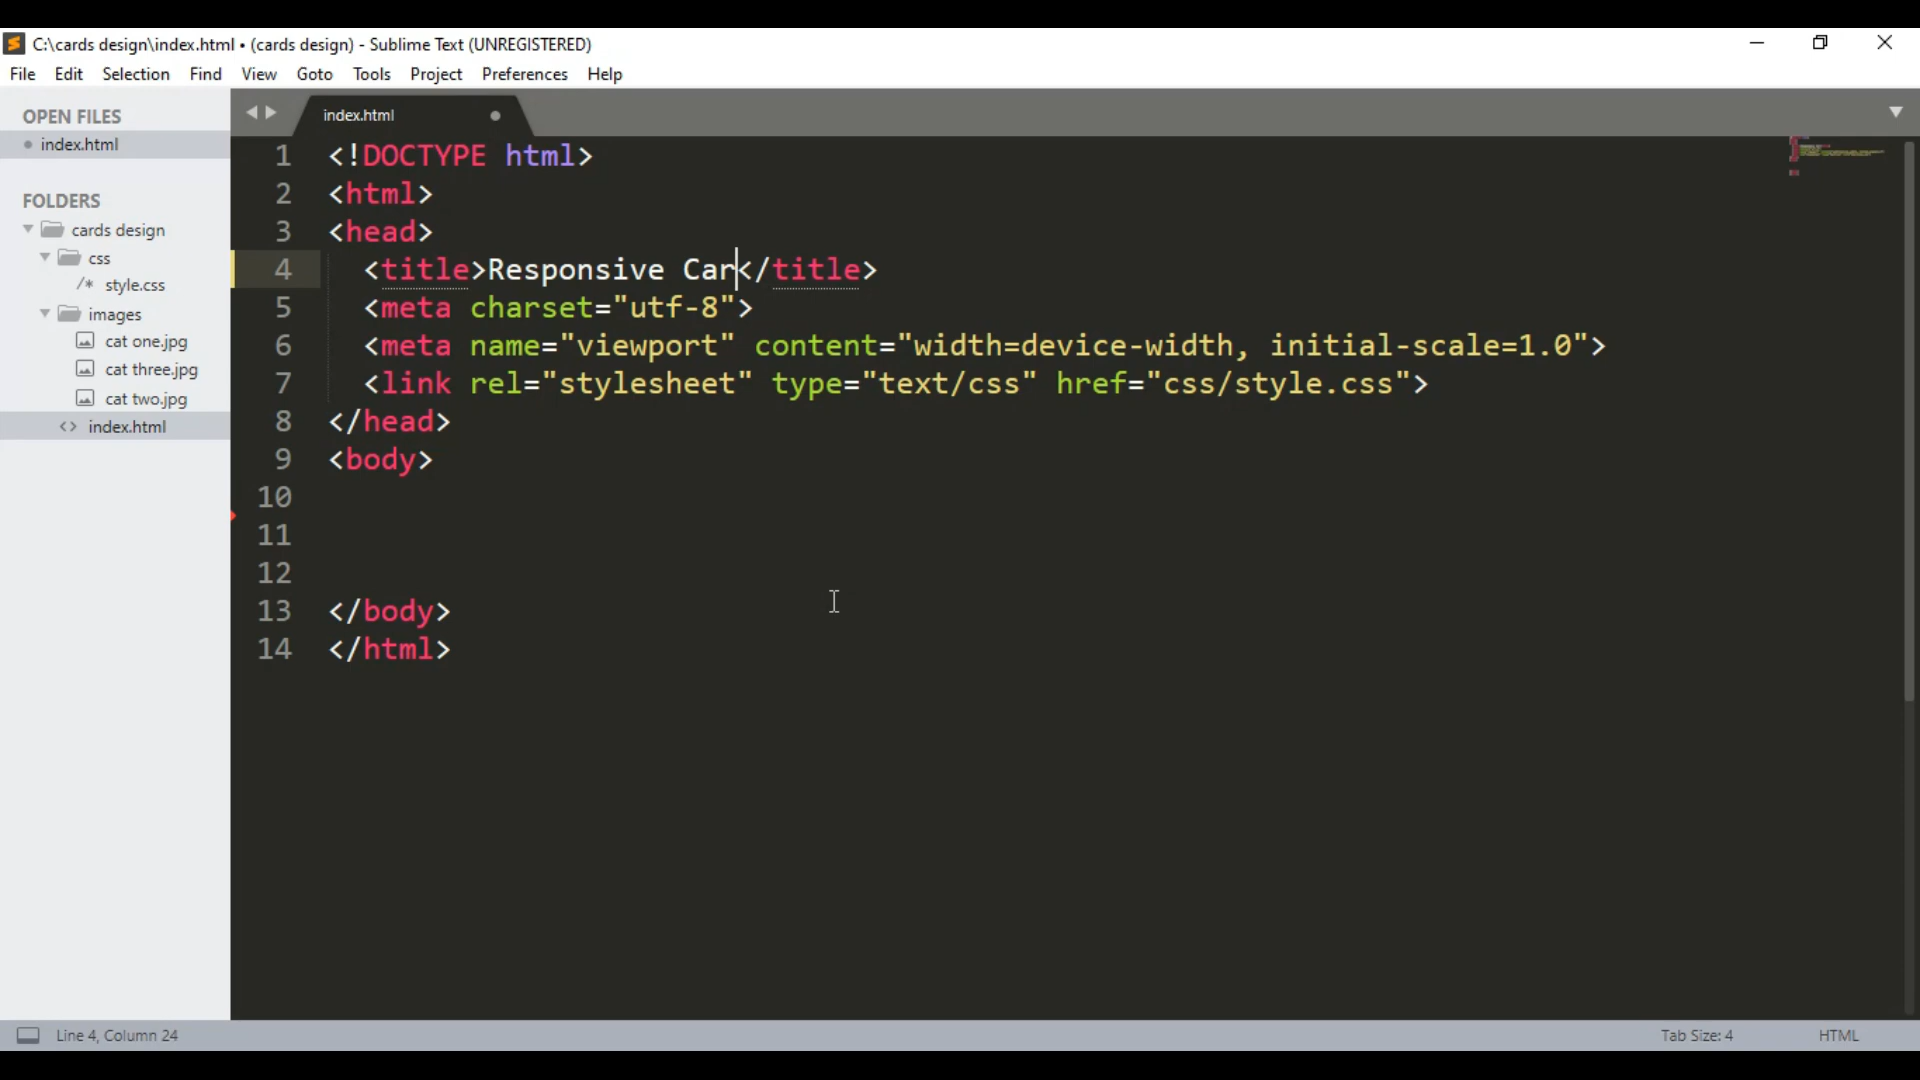 C:\cards design\index.html • (cards design) - Sublime Text (UNREGISTERED)
File Edit Selection Find View Goto Tools Project Preferences Help
OPEN FILES
index.html
FOLDERS
cards design
css
/* style.css
images
cat one.jpg
cat three.jpg
cat two.jpg
<> index.html
index.html
1 <!DOCTYPE html>
2 <html>
3 <head>
4 <title>Responsive Car</title>
5 <meta charset="utf-8">
6 <meta name="viewport" content="width=device-width, initial-scale=1.0">
7 <link rel="stylesheet" type="text/css" href="css/style.css">
8 </head>
9 <body>
10
11
12
13 </body>
14 </html>
Line 4, Column 24
Tab Size: 4
HTML